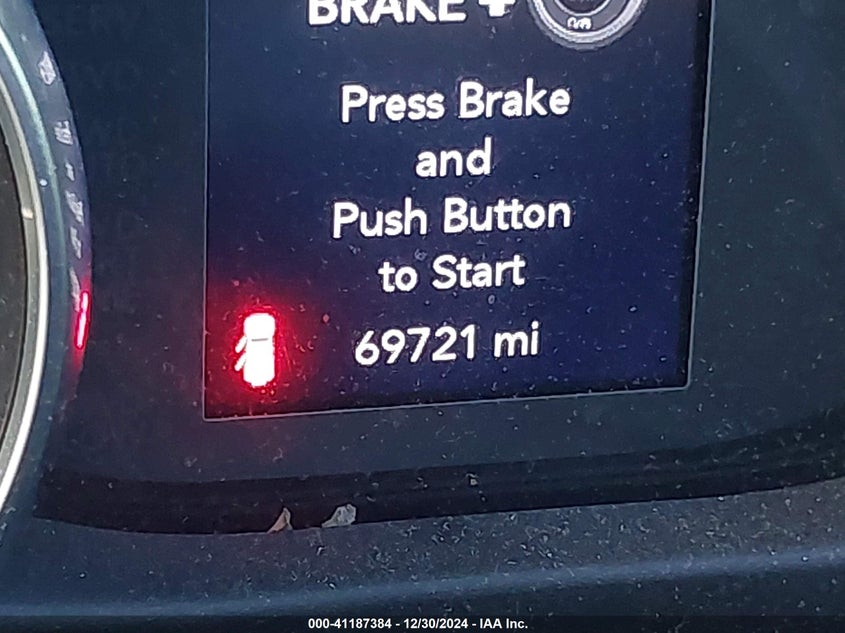 BRAKE +
Press Brake
and
Push Button
to Start
69721 mi
000-41187384 - 12/30/2024 - IAA Inc.